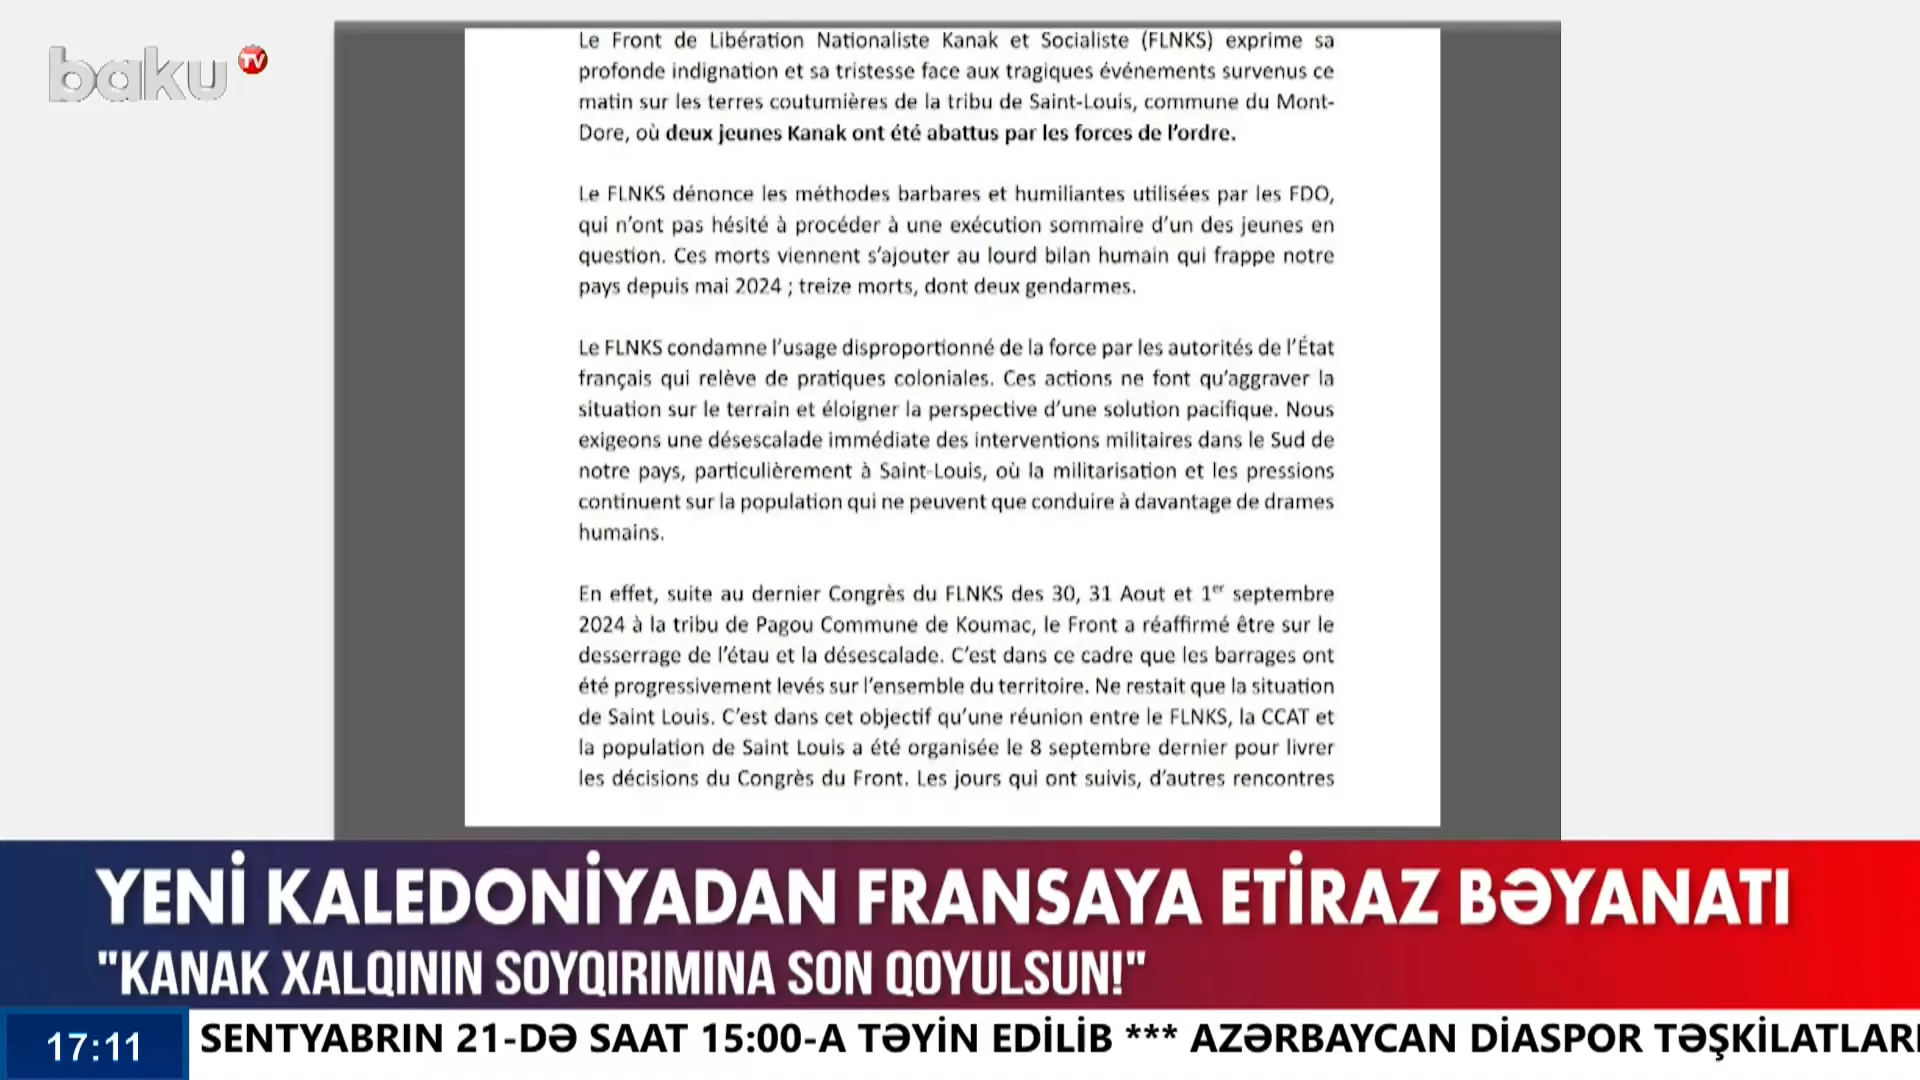 baku TV
Le Front de Libération Nationaliste Kanak et Socialiste (FLNKS) exprime sa
profonde indignation et sa tristesse face aux tragiques événements survenus ce
matin sur les terres coutumières de la tribu de Saint-Louis, commune du Mont-
Dore, où deux jeunes Kanak ont été abattus par les forces de l’ordre.
Le FLNKS dénonce les méthodes barbares et humiliantes utilisées par les FDO,
qui n’ont pas hésité à procéder à une exécution sommaire d’un des jeunes en
question. Ces morts viennent s’ajouter au lourd bilan humain qui frappe notre
pays depuis mai 2024 ; treize morts, dont deux gendarmes.
Le FLNKS condamne l’usage disproportionné de la force par les autorités de l’État
français qui relève de pratiques coloniales. Ces actions ne font qu’aggraver la
situation sur le terrain et éloigner la perspective d’une solution pacifique. Nous
exigeons une désescalade immédiate des interventions militaires dans le Sud de
notre pays, particulièrement à Saint-Louis, où la militarisation et les pressions
continuent sur la population qui ne peuvent que conduire à davantage de drames
humains.
En effet, suite au dernier Congrès du FLNKS des 30, 31 Aout et 1er septembre
2024 à la tribu de Pagou Commune de Koumac, le Front a réaffirmé être sur le
desserrage de l’étau et la désescalade. C’est dans ce cadre que les barrages ont
été progressivement levés sur l’ensemble du territoire. Ne restait que la situation
de Saint Louis. C’est dans cet objectif qu’une réunion entre le FLNKS, la CCAT et
la population de Saint Louis a été organisée le 8 septembre dernier pour livrer
les décisions du Congrès du Front. Les jours qui ont suivis, d’autres rencontres
YENİ KALEDONİYADAN FRANSAYA ETİRAZ BƏYANATI
"KANAK XALQININ SOYQIRIMINA SON QOYULSUN!"
17:11 SENTYABRIN 21-DƏ SAAT 15:00-A TƏYİN EDİLİB *** AZƏRBAYCAN DİASPOR TƏŞKİLATLARI